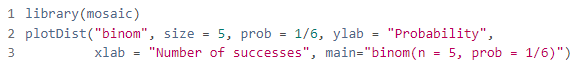 1 library(mosaic)
2 plotDist("binom", size = 5, prob = 1/6, ylab = "Probability",
3          xlab = "Number of successes", main="binom(n = 5, prob = 1/6)")